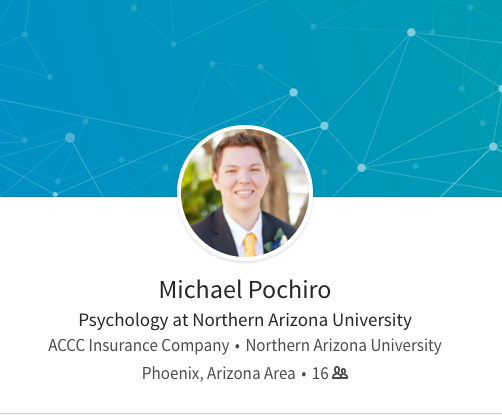 Michael Pochiro
Psychology at Northern Arizona University
ACCC Insurance Company • Northern Arizona University
Phoenix, Arizona Area • 16